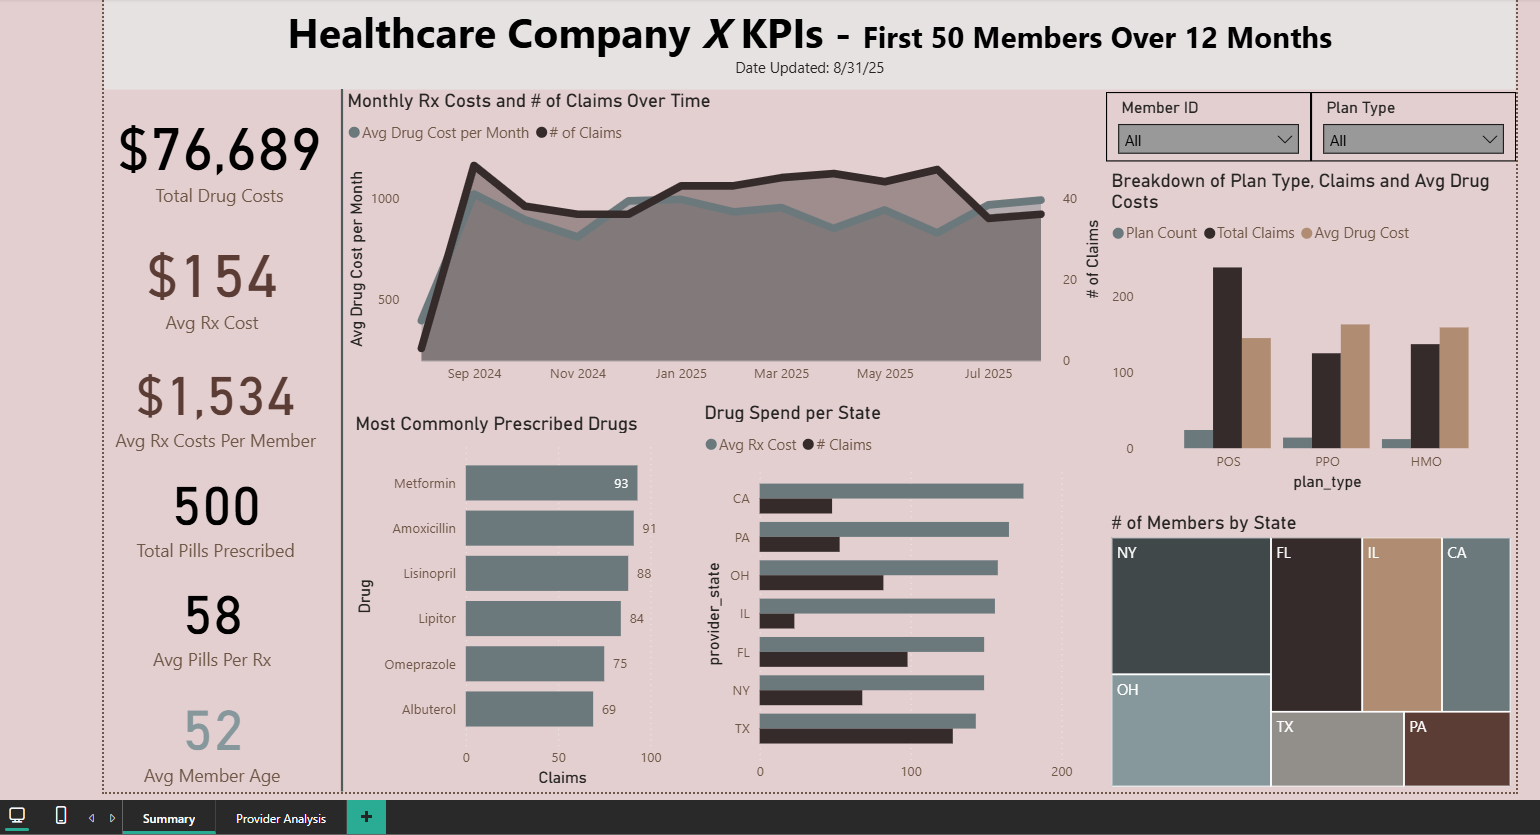 Healthcare Company X KPIs - First 50 Members Over 12 Months
Date Updated: 8/31/25
$76,689
Total Drug Costs
$154
Avg Rx Cost
$1,534
Avg Rx Costs Per Member
500
Total Pills Prescribed
58
Avg Pills Per Rx
52
Avg Member Age
Monthly Rx Costs and # of Claims Over Time
Avg Drug Cost per Month # of Claims
Avg Drug Cost per Month
1000
500
# of Claims
40
20
0
Sep 2024 Nov 2024 Jan 2025 Mar 2025 May 2025 Jul 2025
Member ID
All
Plan Type
All
Breakdown of Plan Type, Claims and Avg Drug
Costs
Plan Count Total Claims Avg Drug Cost
200
100
0
POS PPO HMO
plan_type
Most Commonly Prescribed Drugs
Drug
Metformin 93
Amoxicillin 91
Lisinopril 88
Lipitor 84
Omeprazole 75
Albuterol 69
0 50 100
Claims
Drug Spend per State
Avg Rx Cost # Claims
provider_state
CA
PA
OH
IL
FL
NY
TX
0 100 200
# of Members by State
NY
FL
IL
CA
OH
TX
PA
Summary
Provider Analysis
+